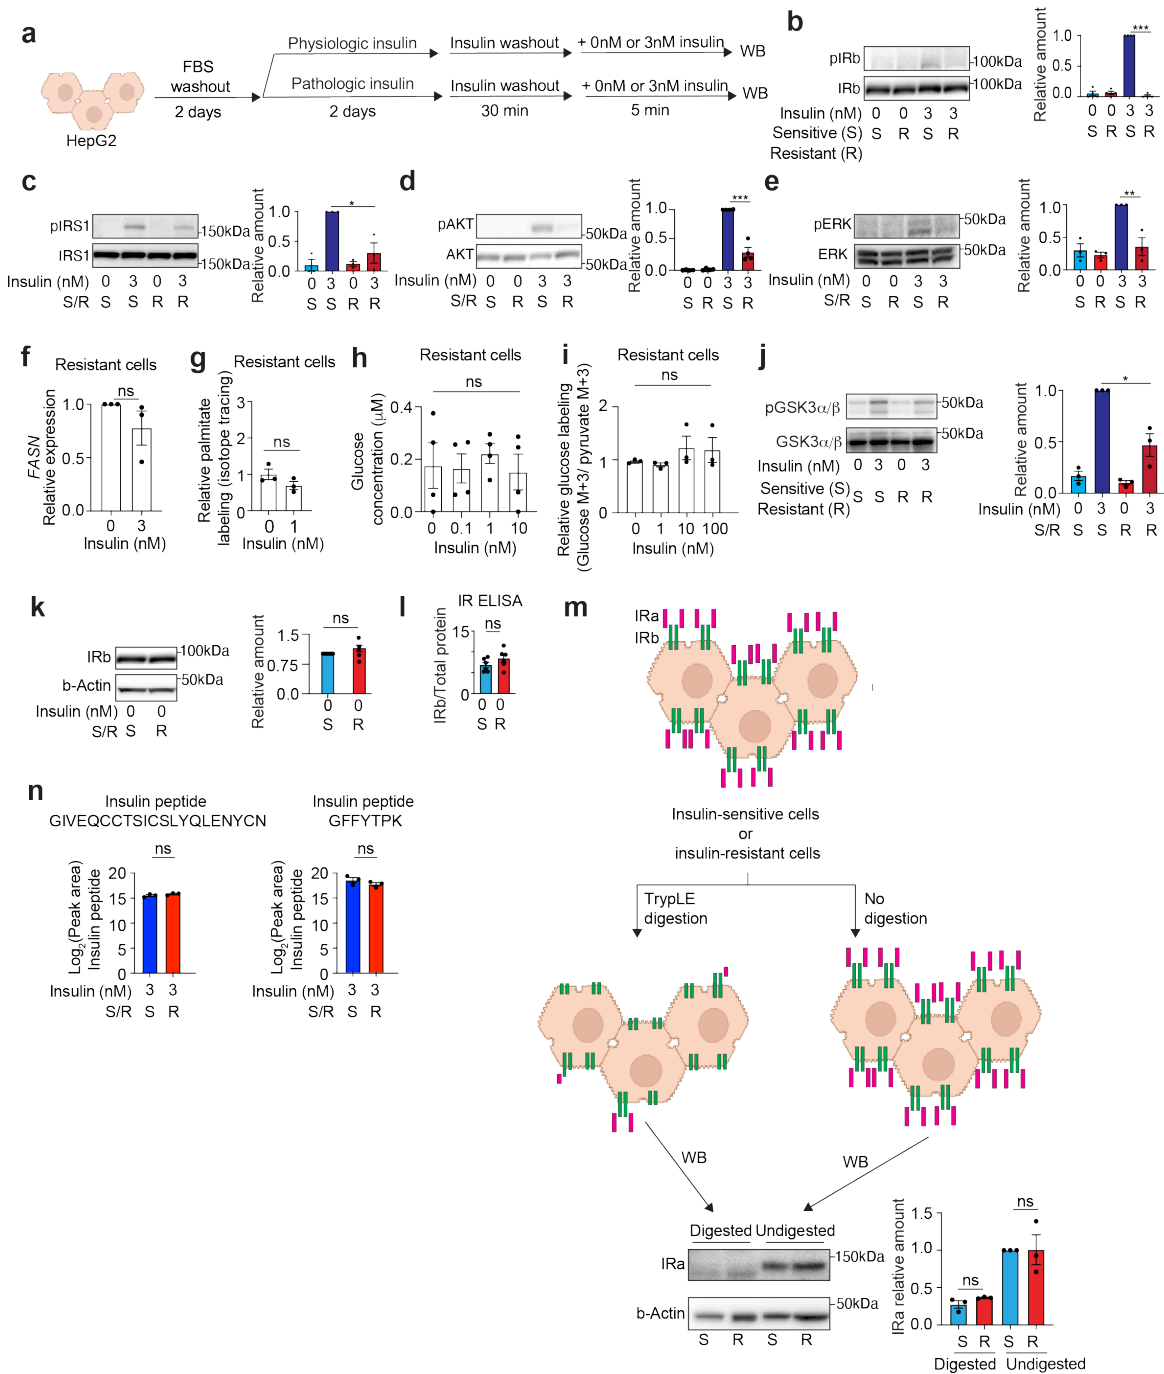 a
FBS
washout
2 days
HepG2
Physiologic insulin
Insulin washout
+ 0nM or 3nM insulin
WB
Pathologic insulin
Insulin washout
+ 0nM or 3nM insulin
WB
2 days
30 min
5 min
b
pIRb
100kDa
IRb
100kDa
Insulin (nM) 0 0 3 3
Sensitive (S) S R S R
Resistant (R)
Relative amount
1.0
0.5
0
***
0 0 3 3
S R S R
c
pIRS1
150kDa
IRS1
150kDa
Insulin (nM) 0 3 0 3
S/R S S R R
Relative amount
1.0
0.5
0
*
0 3 0 3
S S R R
d
pAKT
50kDa
AKT
50kDa
Insulin (nM) 0 0 3 3
S/R S R S R
Relative amount
1.0
0.5
0.0
***
0 0 3 3
S R S R
e
pERK
50kDa
ERK
50kDa
Insulin (nM) 0 0 3 3
S/R S R S R
Relative amount
1.0
0.5
0.0
**
0 0 3 3
S R S R
f
Resistant cells
ns
FASN
Relative expression
1.0
0.5
0
0 3
Insulin (nM)
g
Resistant cells
ns
Relative palmitate
labeling (isotope tracing)
3
2
1
0
0 1
Insulin (nM)
h
Resistant cells
ns
Glucose
concentration (µM)
0.4
0.2
0.0
0 0.1 1 10
Insulin (nM)
i
Resistant cells
ns
Relative glucose labeling
(Glucose M+3/ pyruvate M+3)
2
1
0
0 1 10 100
Insulin (nM)
j
pGSK3α/β
50kDa
GSK3α/β
50kDa
Insulin (nM) 0 3 0 3
Sensitive (S) S S R R
Resistant (R)
Relative amount
1.0
0.5
0.0
*
Insulin (nM) 0 3 0 3
S/R S S R R
k
IRb
100kDa
b-Actin
50kDa
Insulin (nM) 0 0
S/R S R
Relative amount
1.5
0.75
0.0
ns
0 0
S R
l
IR ELISA
ns
IRb/Total protein
15
0
0 0
S R
m
IRa
IRb
Insulin-sensitive cells
or
insulin-resistant cells
TrypLE
digestion
No
digestion
WB
WB
Digested Undigested
IRa
150kDa
b-Actin
50kDa
S R S R
IRa relative amount
1.5
1.0
0.5
0.0
ns
ns
S R S R
Digested Undigested
n
Insulin peptide
GIVEQCCTSICSLYQLENYCN
ns
Log2(Peak area)
Insulin peptide
20
15
10
5
0
Insulin (nM) 3 3
S/R S R
Insulin peptide
GFFYTPK
ns
Log2(Peak area)
Insulin peptide
20
15
10
5
0
Insulin (nM) 3 3
S/R S R